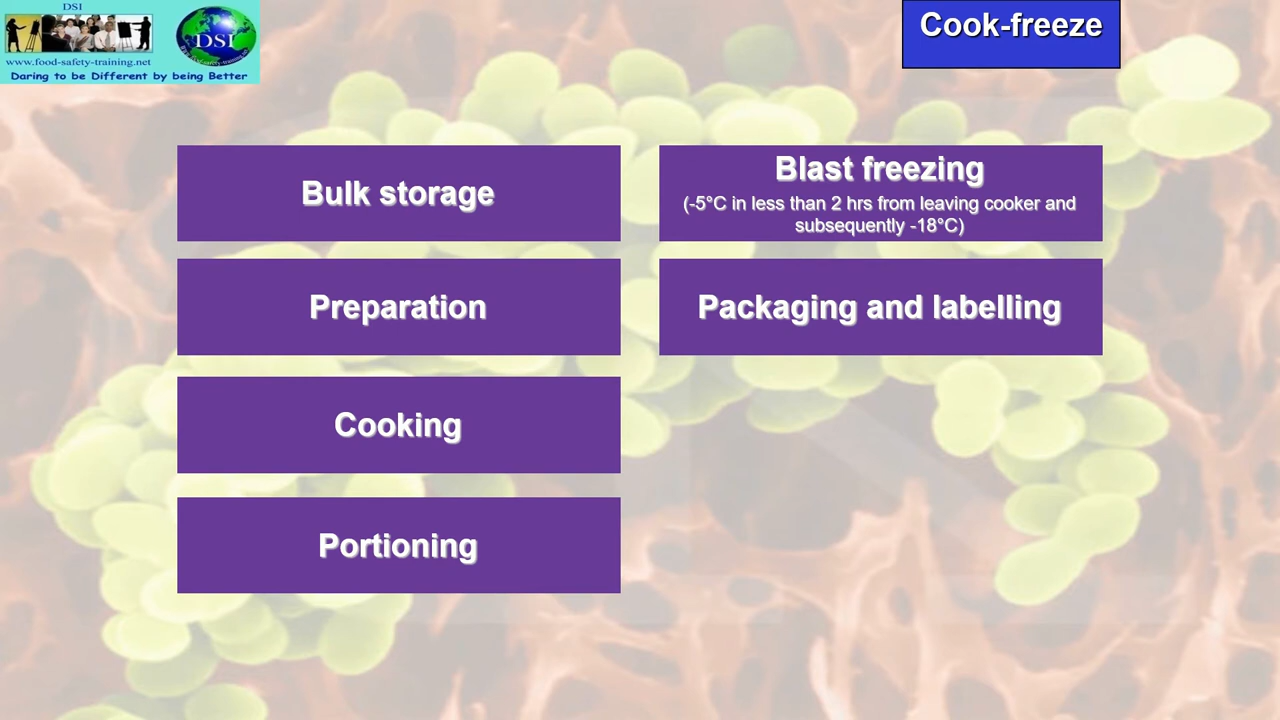 DSI
DSI
www.food-safety-training.net
Daring to be Different by being Better
Cook-freeze
Bulk storage
Preparation
Cooking
Portioning
Blast freezing
(-5°C in less than 2 hrs from leaving cooker and
subsequently -18°C)
Packaging and labelling